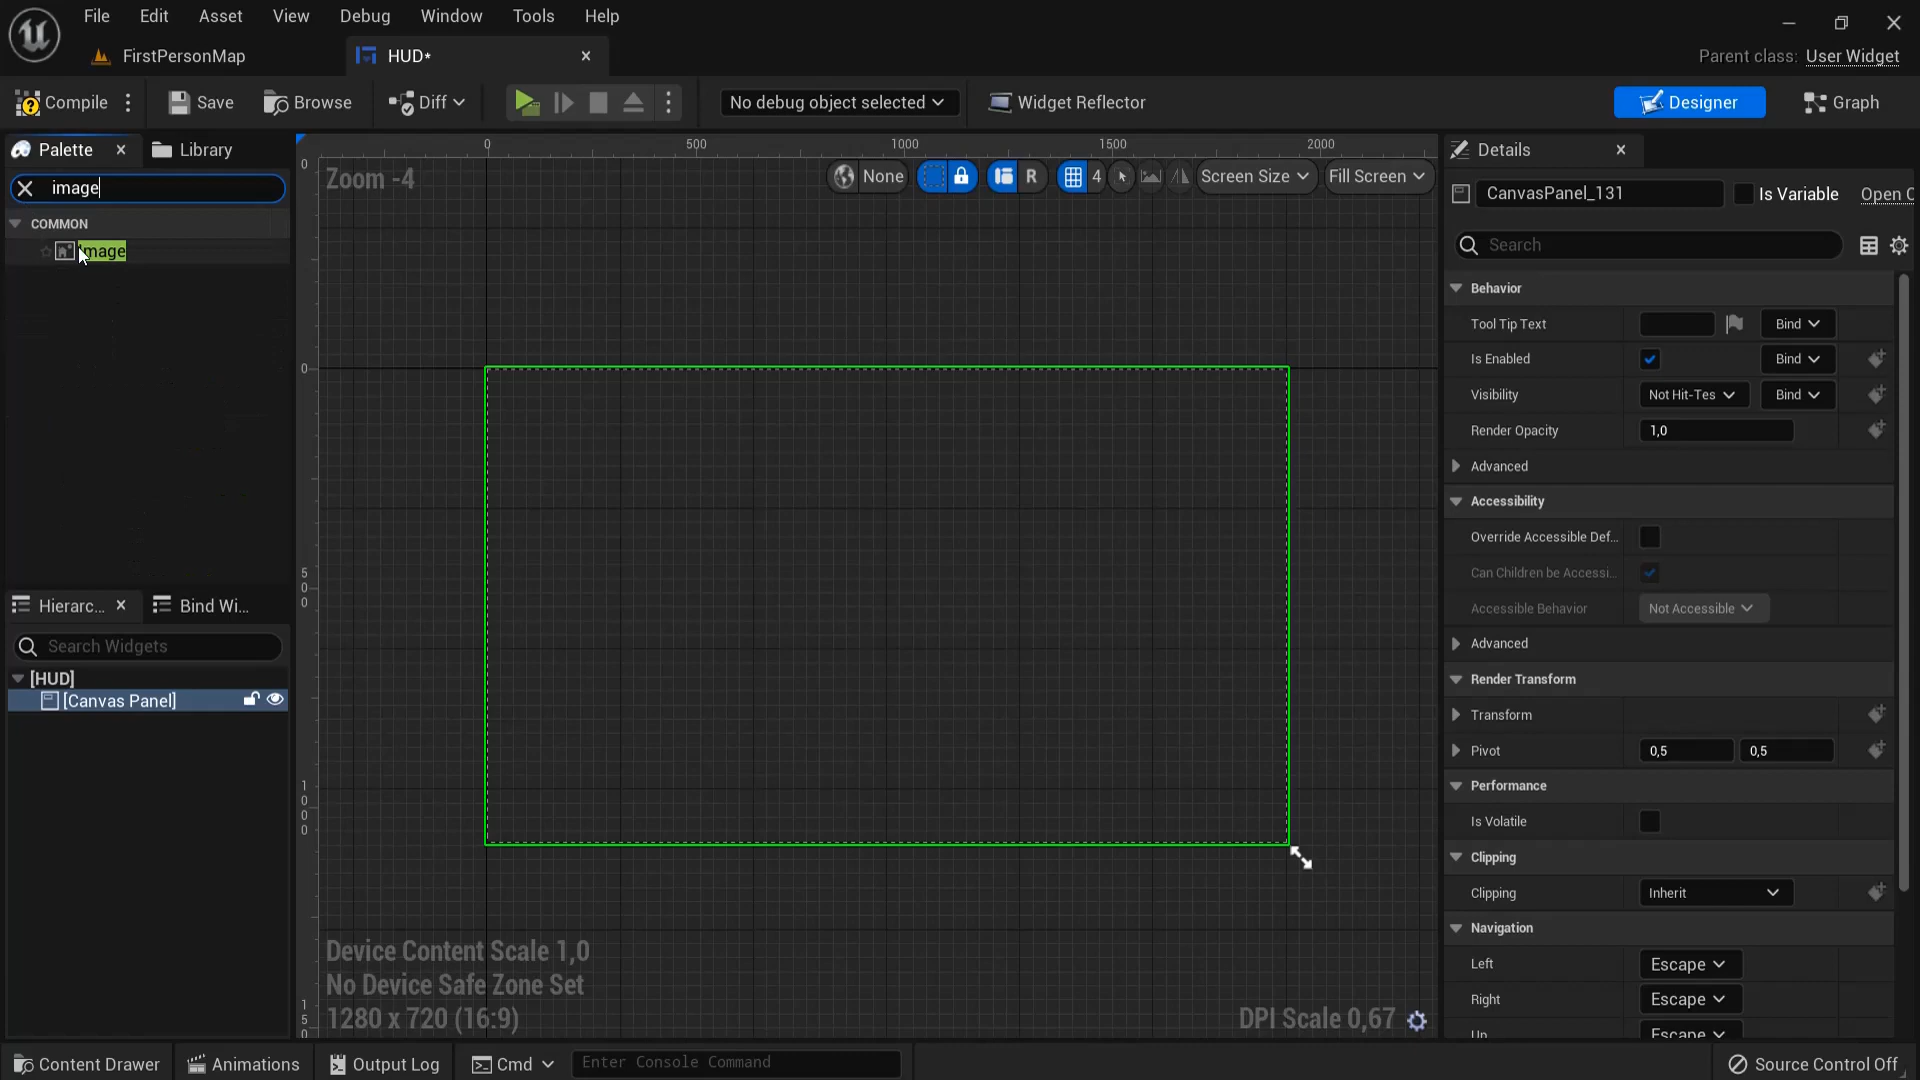 File Edit Asset View Debug Window Tools Help
FirstPersonMap
HUD*
Parent class: User Widget
Compile
Save
Browse
Diff
No debug object selected
Widget Reflector
Designer
Graph
Palette
Library
image
COMMON
Image
Hierarc...
Bind Wi...
Search Widgets
[HUD]
[Canvas Panel]
0 500 1000 1500 2000
0
0
500
1000
150
Zoom -4
None
R
4
Screen Size
Fill Screen
Device Content Scale 1,0
No Device Safe Zone Set
1280 x 720 (16:9)
DPI Scale 0,67
Details
CanvasPanel_131
Is Variable
Open C
Search
Behavior
Tool Tip Text
Bind
Is Enabled
Bind
Visibility
Not Hit-Tes
Bind
Render Opacity
1,0
Advanced
Accessibility
Override Accessible Def...
Can Children be Accessi...
Accessible Behavior
Not Accessible
Advanced
Render Transform
Transform
Pivot
0,5
0,5
Performance
Is Volatile
Clipping
Clipping
Inherit
Navigation
Left
Escape
Right
Escape
Up
Escape
Content Drawer
Animations
Output Log
Cmd
Enter Console Command
Source Control Off